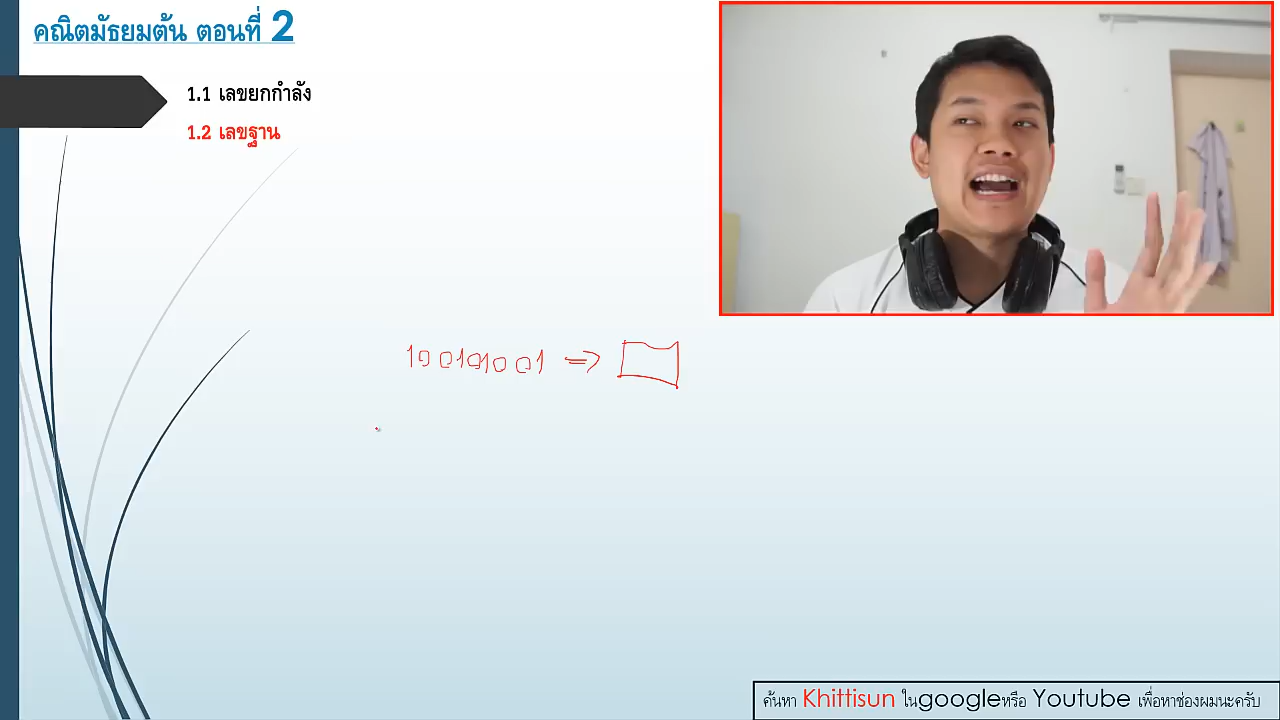 คณิตมัธยมต้น ตอนที่ 2
1.1 เลขยกกำลัง
1.2 เลขฐาน
100101001 ⇒
ค้นหา Khittisun ในgoogleหรือ Youtube เพื่อหาช่องผมนะครับ